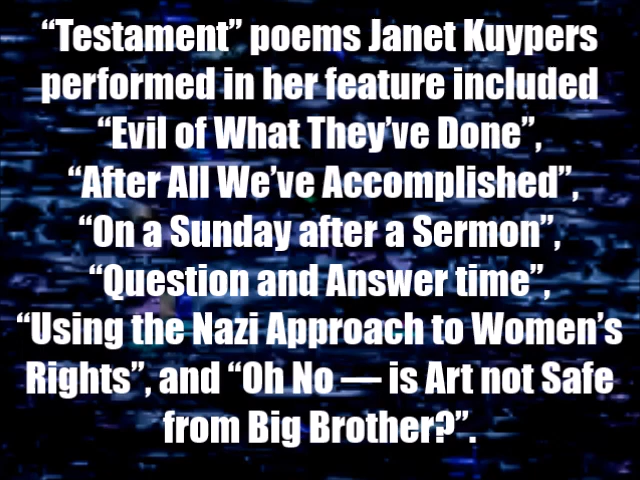 “Testament” poems Janet Kuypers
performed in her feature included
“Evil of What They’ve Done”,
“After All We’ve Accomplished”,
“On a Sunday after a Sermon”,
“Question and Answer time”,
“Using the Nazi Approach to Women’s
Rights”, and “Oh No — is Art not Safe
from Big Brother?”.